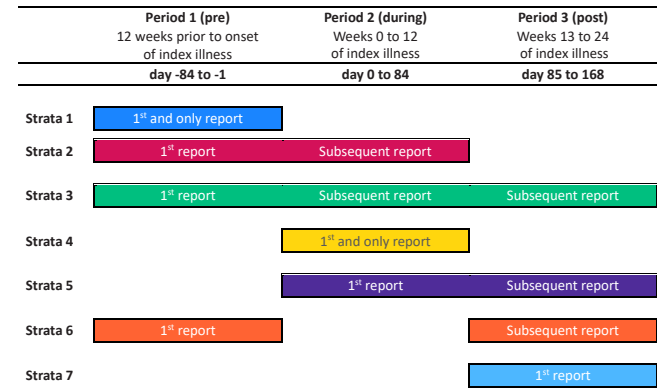 Period 1 (pre) Period 2 (during) Period 3 (post)
12 weeks prior to onset Weeks 0 to 12 Weeks 13 to 24
of index illness of index illness of index illness
day -84 to -1 day 0 to 84 day 85 to 168
Strata 1 1st and only report
Strata 2 1st report Subsequent report
Strata 3 1st report Subsequent report Subsequent report
Strata 4 1st and only report
Strata 5 1st report Subsequent report
Strata 6 1st report Subsequent report
Strata 7 1st report